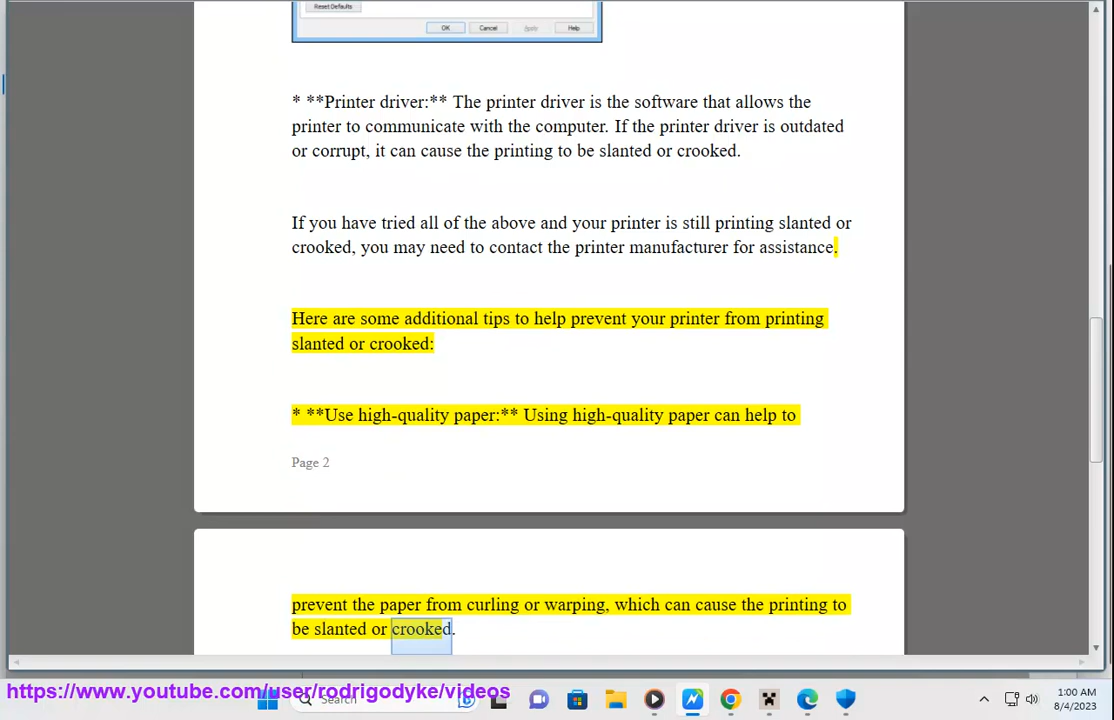 Reset Defaults
OK Cancel Apply Help
* **Printer driver:** The printer driver is the software that allows the
printer to communicate with the computer. If the printer driver is outdated
or corrupt, it can cause the printing to be slanted or crooked.
If you have tried all of the above and your printer is still printing slanted or
crooked, you may need to contact the printer manufacturer for assistance.
Here are some additional tips to help prevent your printer from printing
slanted or crooked:
* **Use high-quality paper:** Using high-quality paper can help to
Page 2
prevent the paper from curling or warping, which can cause the printing to
be slanted or crooked.
https://www.youtube.com/user/rodrigodyke/videos
Search
1:00 AM
8/4/2023